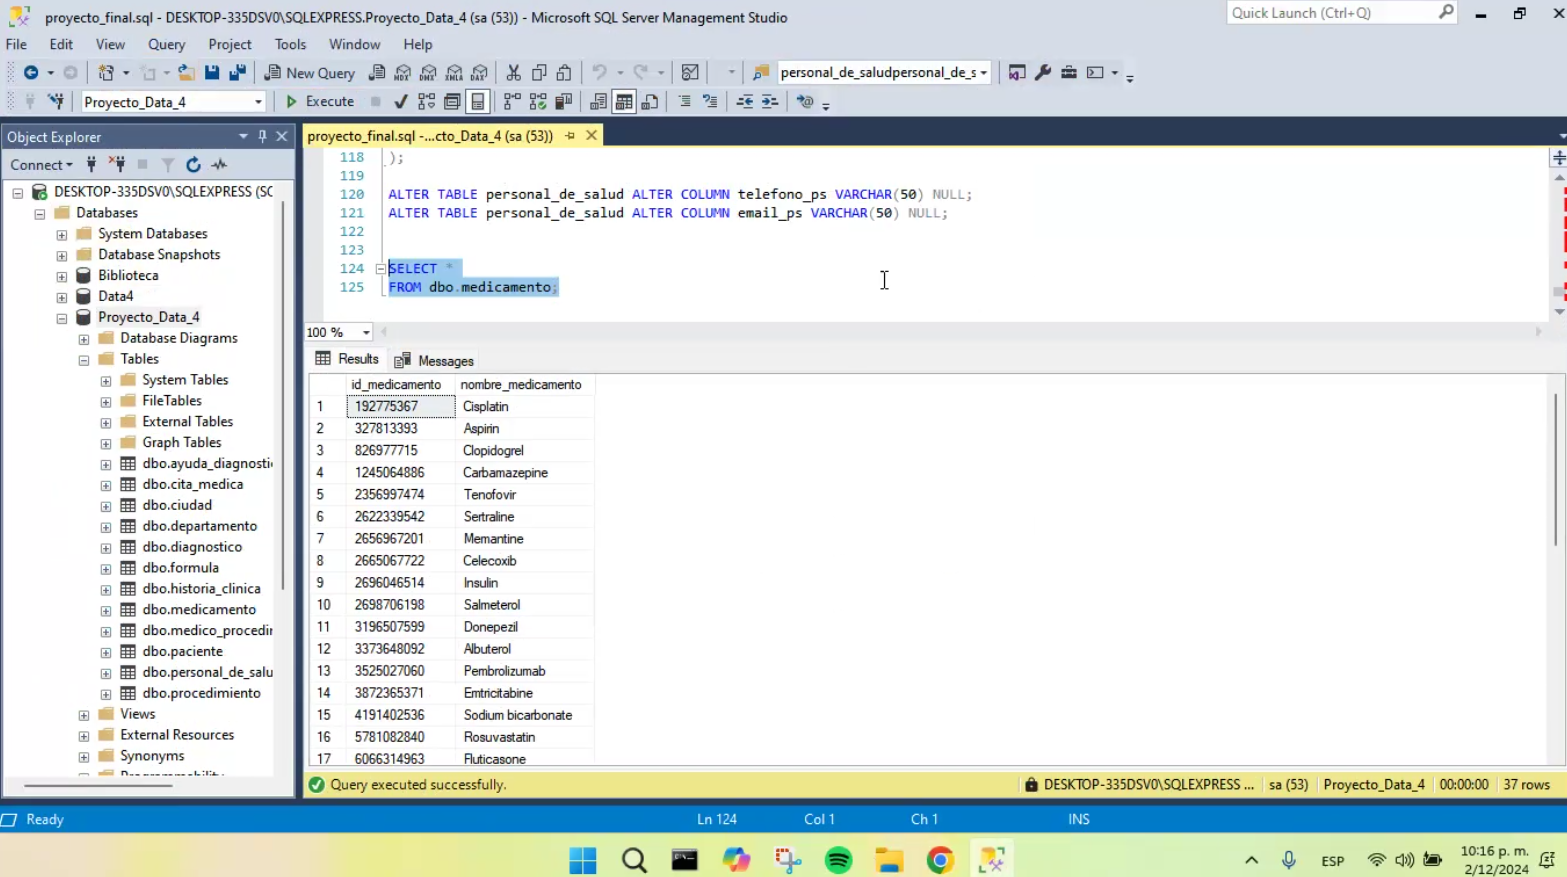 proyecto_final.sql - DESKTOP-335DSV0\SQLEXPRESS.Proyecto_Data_4 (sa (53)) - Microsoft SQL Server Management Studio
Quick Launch (Ctrl+Q)
File Edit View Query Project Tools Window Help
New Query
MDX DMX XMLA DAX
personal_de_saludpersonal_de_s
Proyecto_Data_4
Execute
Object Explorer
Connect
DESKTOP-335DSV0\SQLEXPRESS (SC
Databases
System Databases
Database Snapshots
Biblioteca
Data4
Proyecto_Data_4
Database Diagrams
Tables
System Tables
FileTables
External Tables
Graph Tables
dbo.ayuda_diagnosti
dbo.cita_medica
dbo.ciudad
dbo.departamento
dbo.diagnostico
dbo.formula
dbo.historia_clinica
dbo.medicamento
dbo.medico_procedir
dbo.paciente
dbo.personal_de_salu
dbo.procedimiento
Views
External Resources
Synonyms
Programmability
proyecto_final.sql -...cto_Data_4 (sa (53))
118 );
119
120 ALTER TABLE personal_de_salud ALTER COLUMN telefono_ps VARCHAR(50) NULL;
121 ALTER TABLE personal_de_salud ALTER COLUMN email_ps VARCHAR(50) NULL;
122
123
124 SELECT *
125 FROM dbo.medicamento;
100 %
Results Messages
id_medicamento nombre_medicamento
1 192775367 Cisplatin
2 327813393 Aspirin
3 826977715 Clopidogrel
4 1245064886 Carbamazepine
5 2356997474 Tenofovir
6 2622339542 Sertraline
7 2656967201 Memantine
8 2665067722 Celecoxib
9 2696046514 Insulin
10 2698706198 Salmeterol
11 3196507599 Donepezil
12 3373648092 Albuterol
13 3525027060 Pembrolizumab
14 3872365371 Emtricitabine
15 4191402536 Sodium bicarbonate
16 5781082840 Rosuvastatin
17 6066314963 Fluticasone
Query executed successfully.
DESKTOP-335DSV0\SQLEXPRESS ... sa (53) Proyecto_Data_4 00:00:00 37 rows
Ready
Ln 124 Col 1 Ch 1 INS
ESP
10:16 p. m.
2/12/2024